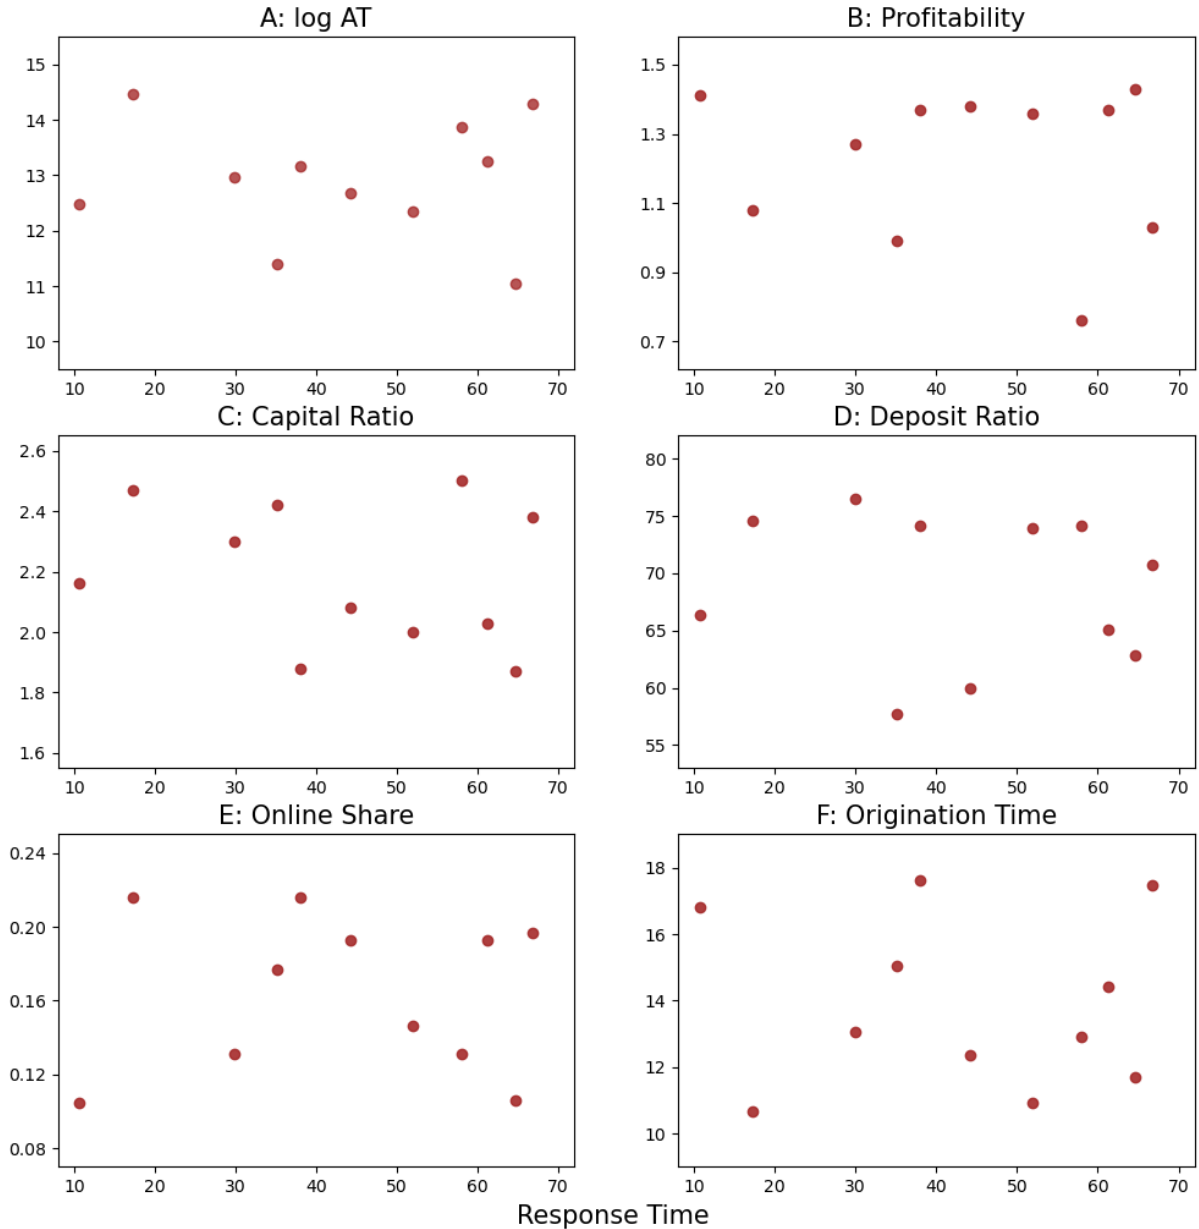 A: log AT
15
14
13
12
11
10
10 20 30 40 50 60 70
B: Profitability
1.5
1.3
1.1
0.9
0.7
10 20 30 40 50 60 70
C: Capital Ratio
2.6
2.4
2.2
2.0
1.8
1.6
10 20 30 40 50 60 70
D: Deposit Ratio
80
75
70
65
60
55
10 20 30 40 50 60 70
E: Online Share
0.24
0.20
0.16
0.12
0.08
10 20 30 40 50 60 70
F: Origination Time
18
16
14
12
10
10 20 30 40 50 60 70
Response Time